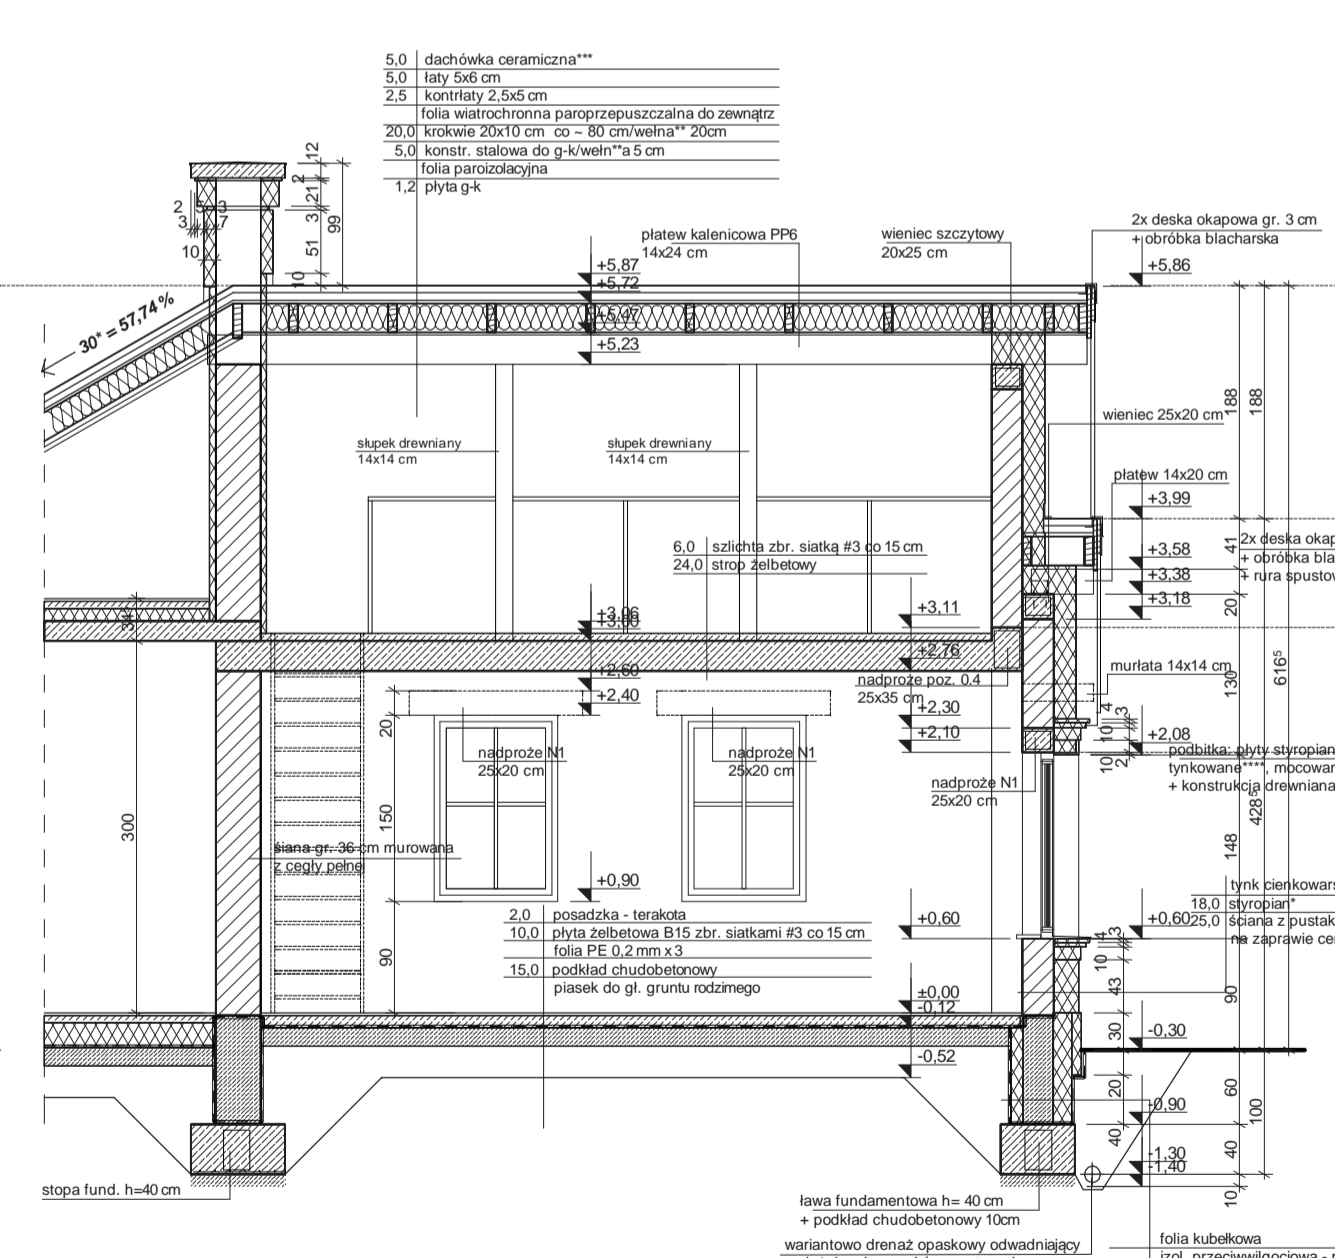 5,0 dachówka ceramiczna***
5,0 łaty 5x6 cm
2,5 kontrłaty 2,5x5 cm
folia wiatrochronna paroprzepuszczalna do zewnątrz
20,0 krokwie 20x10 cm co ~ 80 cm/wełna** 20cm
5,0 konstr. stalowa do g-k/wełn**a 5 cm
folia paroizolacyjna
1,2 płyta g-k
12
2
21
3
99
51
10
2 5 3
3 7
10
30° = 57,74%
płatew kalenicowa PP6
14x24 cm
wieniec szczytowy
20x25 cm
2x deska okapowa gr. 3 cm
+ obróbka blacharska
+5,87
+5,72
+5,47
+5,23
+5,86
188
188
wieniec 25x20 cm
słupek drewniany
14x14 cm
słupek drewniany
14x14 cm
płatew 14x20 cm
+3,99
6,0 szlichta zbr. siatką #3 co 15 cm
24,0 strop żelbetowy
41
2x deska okap
+ obróbka bla
+ rura spustow
+3,58
+3,38
+3,18
20
+3,06
+3,00
+3,11
+2,76
+2,60
+2,40
nadproże poz. 0.4
25x35 cm
+2,30
+2,10
murłata 14x14 cm
130
616⁵
4
3
10
10
2
+2,08
podbitka: płyty styropian
tynkowane****, mocowan
+ konstrukcja drewniana
20
nadproże N1
25x20 cm
nadproże N1
25x20 cm
nadproże N1
25x20 cm
300
150
428⁵
148
ściana gr. 36 cm murowana
z cegły pełnej
+0,90
90
2,0 posadzka - terakota
10,0 płyta żelbetowa B15 zbr. siatkami #3 co 15 cm
folia PE 0,2 mm x 3
15,0 podkład chudobetonowy
piasek do gł. gruntu rodzimego
+0,60
+0,60
tynk cienkowars
18,0 styropian*
25,0 ściana z pustak
na zaprawie ce
4
3
10
43
90
±0,00
-0,12
-0,52
30
-0,30
20
60
-0,90
100
40
40
-1,30
-1,40
10
stopa fund. h=40 cm
ława fundamentowa h= 40 cm
+ podkład chudobetonowy 10cm
wariantowo drenaż opaskowy odwadniający
folia kubełkowa